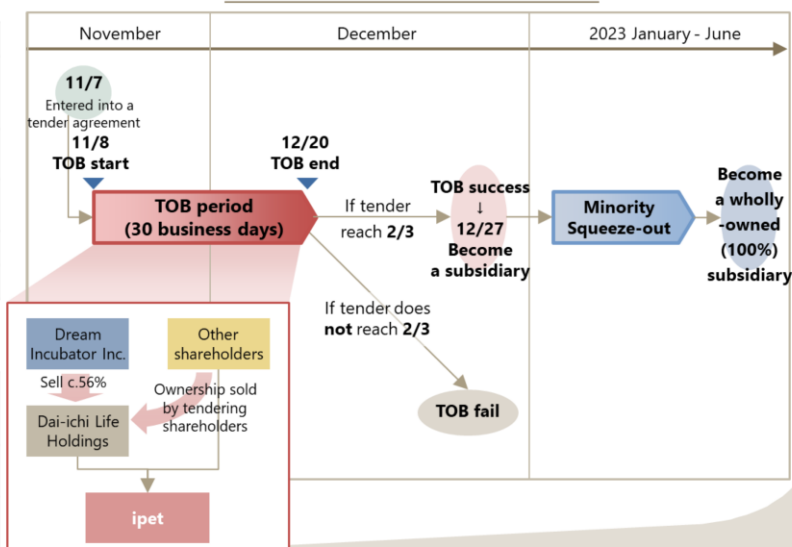 November
December
2023 January - June
11/7
Entered into a
tender agreement
11/8
TOB start
12/20
TOB end
TOB period
(30 business days)
If tender
reach 2/3
TOB success
↓
12/27
Become
a subsidiary
Minority
Squeeze-out
Become
a wholly
-owned
(100%)
subsidiary
If tender does
not reach 2/3
TOB fail
Dream
Incubator Inc.
Other
shareholders
Sell c.56%
Ownership sold
by tendering
shareholders
Dai-ichi Life
Holdings
ipet